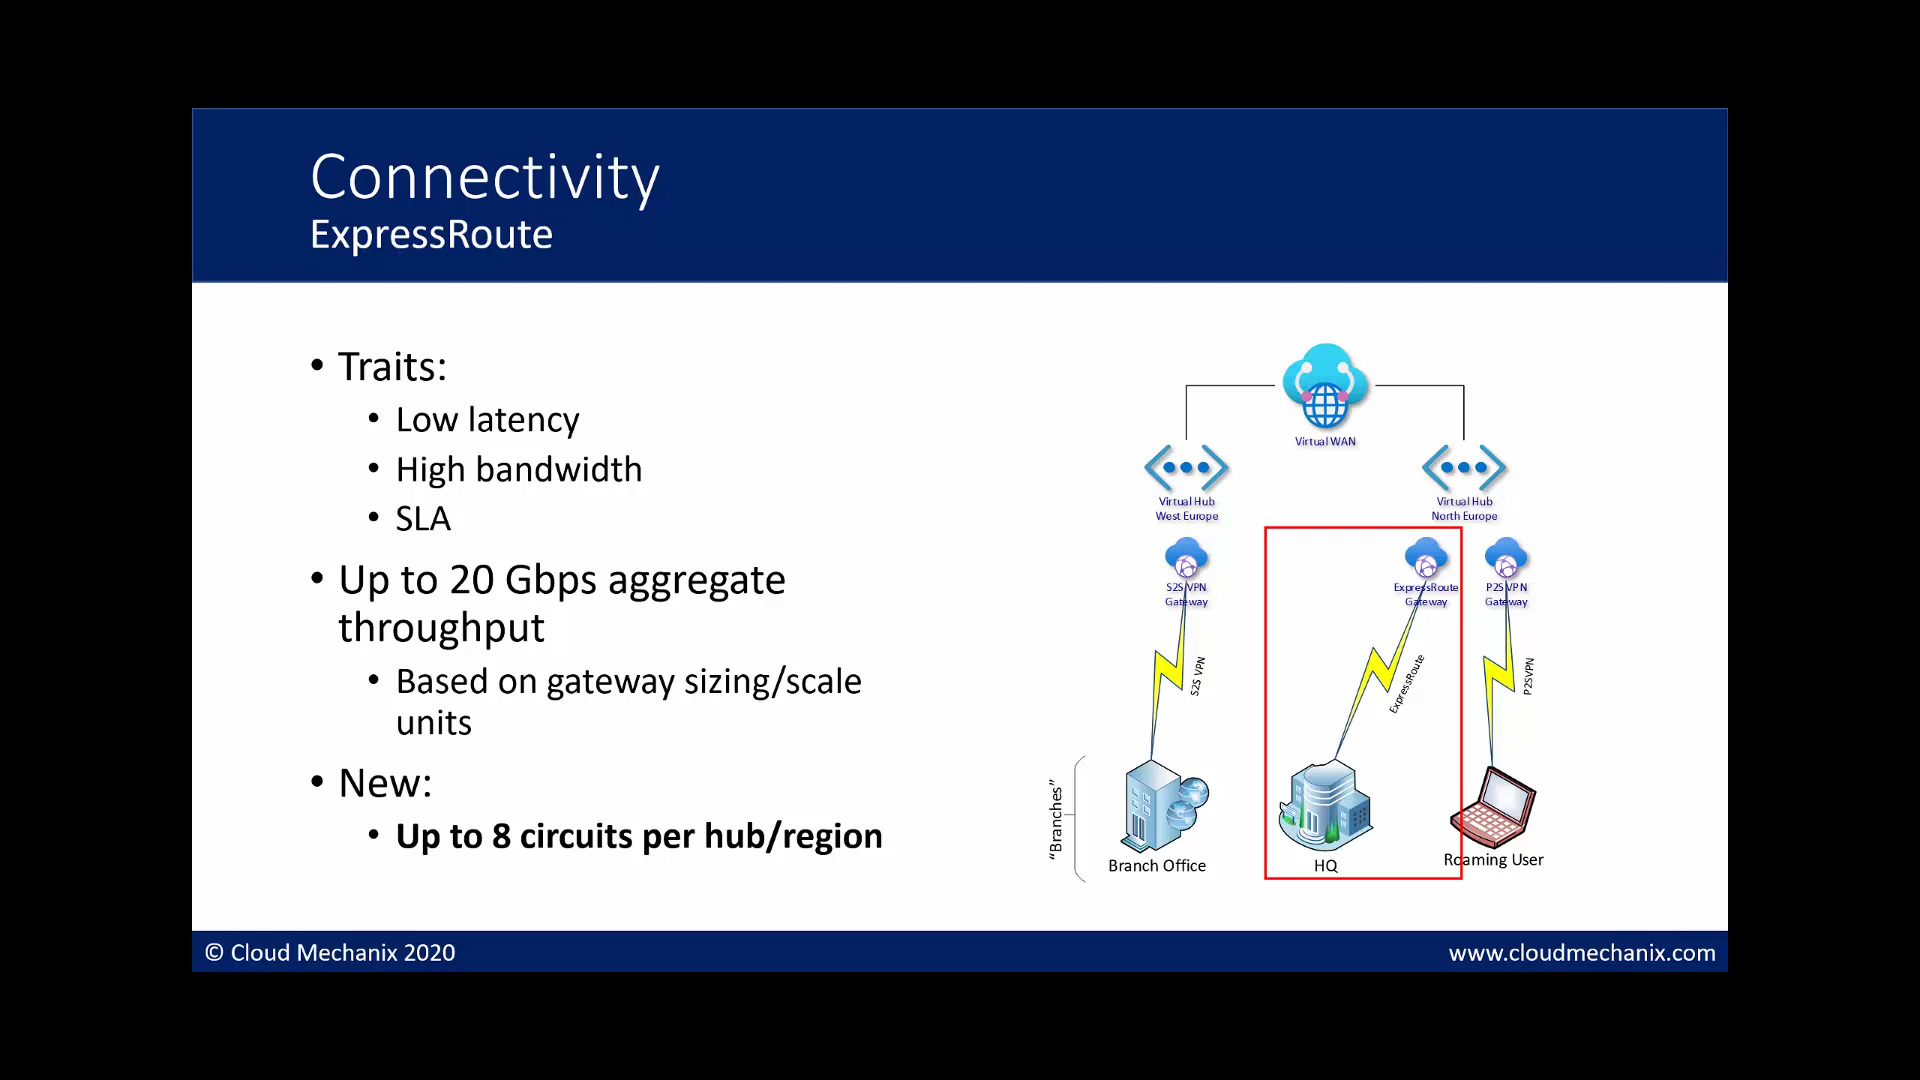 Connectivity
ExpressRoute
• Traits:
• Low latency
• High bandwidth
• SLA
• Up to 20 Gbps aggregate
throughput
• Based on gateway sizing/scale
units
• New:
• Up to 8 circuits per hub/region
Virtual WAN
Virtual Hub
West Europe
Virtual Hub
North Europe
S2S VPN
Gateway
ExpressRoute
Gateway
P2S VPN
Gateway
S2S VPN
ExpressRoute
P2SVPN
"Branches"
Branch Office
HQ
Roaming User
© Cloud Mechanix 2020
www.cloudmechanix.com